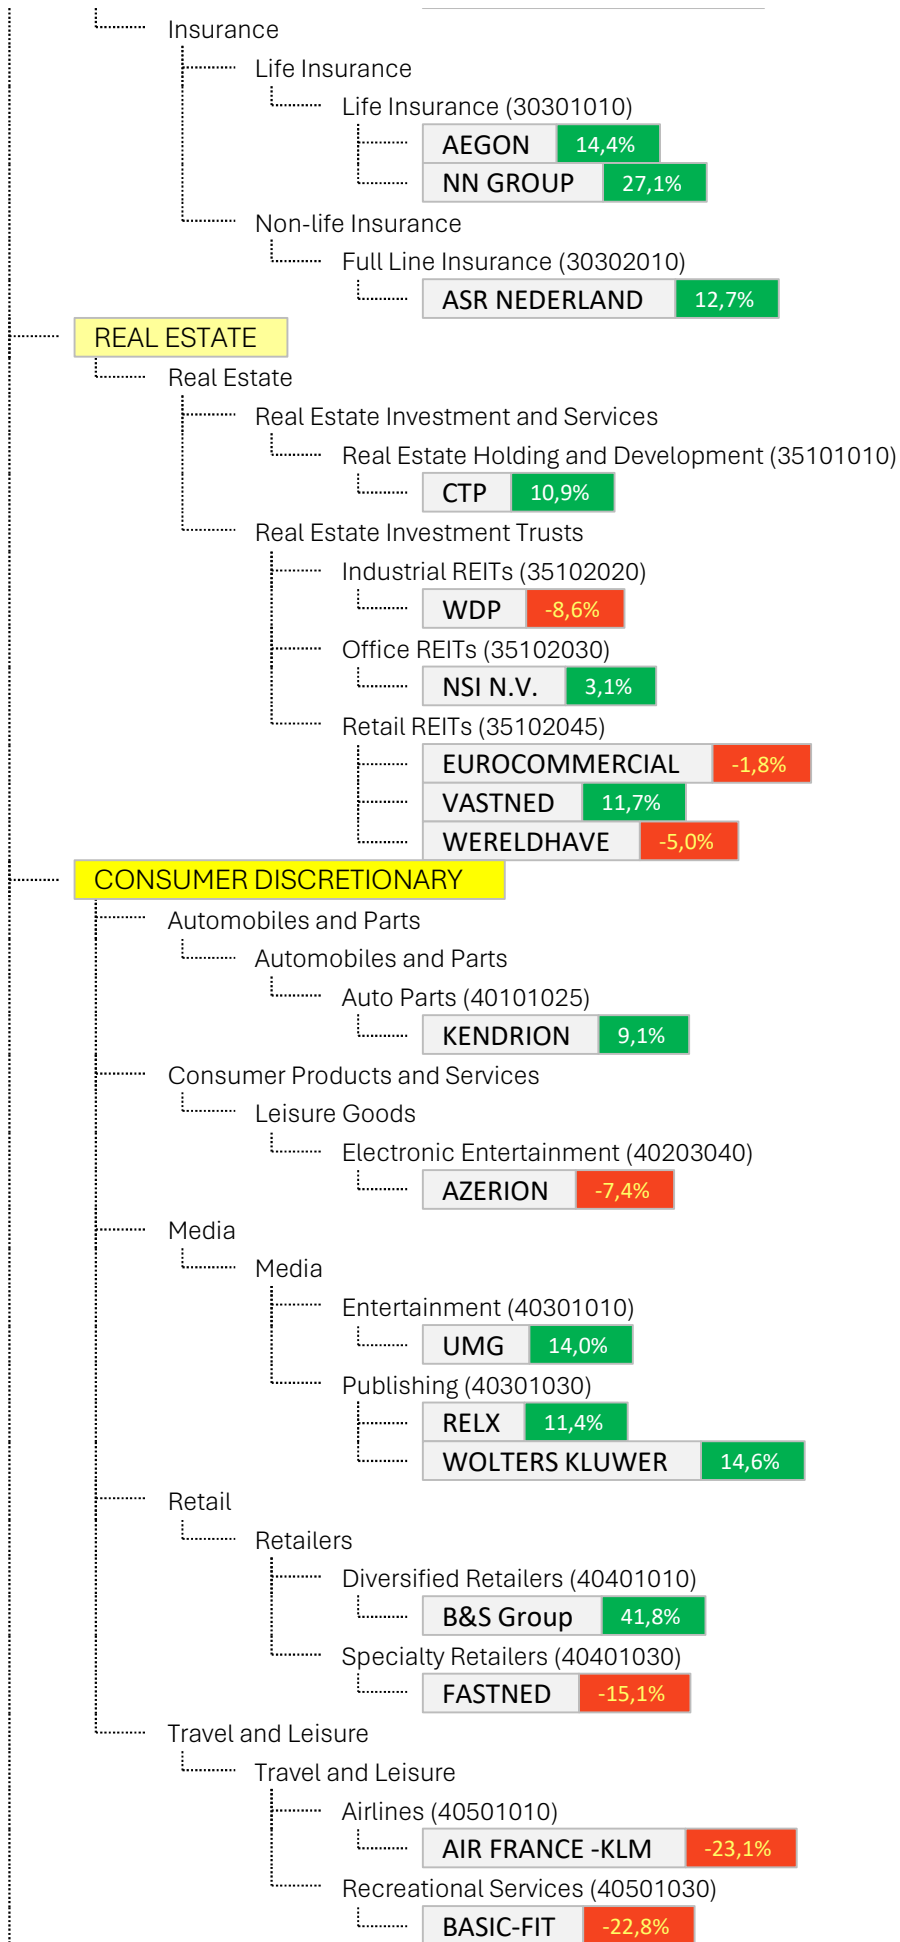 Insurance
Life Insurance
Life Insurance (30301010)
AEGON 14,4%
NN GROUP 27,1%
Non-life Insurance
Full Line Insurance (30302010)
ASR NEDERLAND 12,7%
REAL ESTATE
Real Estate
Real Estate Investment and Services
Real Estate Holding and Development (35101010)
CTP 10,9%
Real Estate Investment Trusts
Industrial REITs (35102020)
WDP -8,6%
Office REITs (35102030)
NSI N.V. 3,1%
Retail REITs (35102045)
EUROCOMMERCIAL -1,8%
VASTNED 11,7%
WERELDHAVE -5,0%
CONSUMER DISCRETIONARY
Automobiles and Parts
Automobiles and Parts
Auto Parts (40101025)
KENDRION 9,1%
Consumer Products and Services
Leisure Goods
Electronic Entertainment (40203040)
AZERION -7,4%
Media
Media
Entertainment (40301010)
UMG 14,0%
Publishing (40301030)
RELX 11,4%
WOLTERS KLUWER 14,6%
Retail
Retailers
Diversified Retailers (40401010)
B&S Group 41,8%
Specialty Retailers (40401030)
FASTNED -15,1%
Travel and Leisure
Travel and Leisure
Airlines (40501010)
AIR FRANCE -KLM -23,1%
Recreational Services (40501030)
BASIC-FIT -22,8%